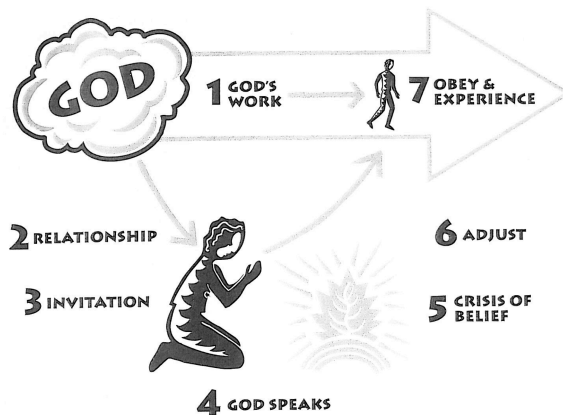 GOD
1 GOD'S
WORK
7 OBEY &
EXPERIENCE
2 RELATIONSHIP
3 INVITATION
4 GOD SPEAKS
5 CRISIS OF
BELIEF
6 ADJUST